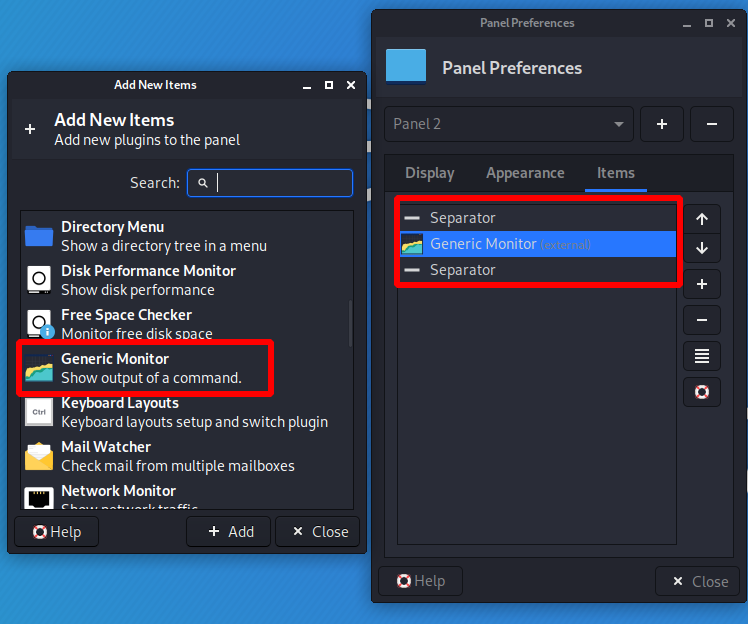 Add New Items
Add New Items
Add new plugins to the panel
Search:
Directory Menu
Show a directory tree in a menu
Disk Performance Monitor
Show disk performance
Free Space Checker
Monitor free disk space
Generic Monitor
Show output of a command.
Ctrl
Keyboard Layouts
Keyboard layouts setup and switch plugin
Mail Watcher
Check mail from multiple mailboxes
Network Monitor
Show network traffic
Help
Add
Close
Panel Preferences
Panel Preferences
Panel 2
Display Appearance Items
Separator
Generic Monitor (external)
Separator
Help
Close